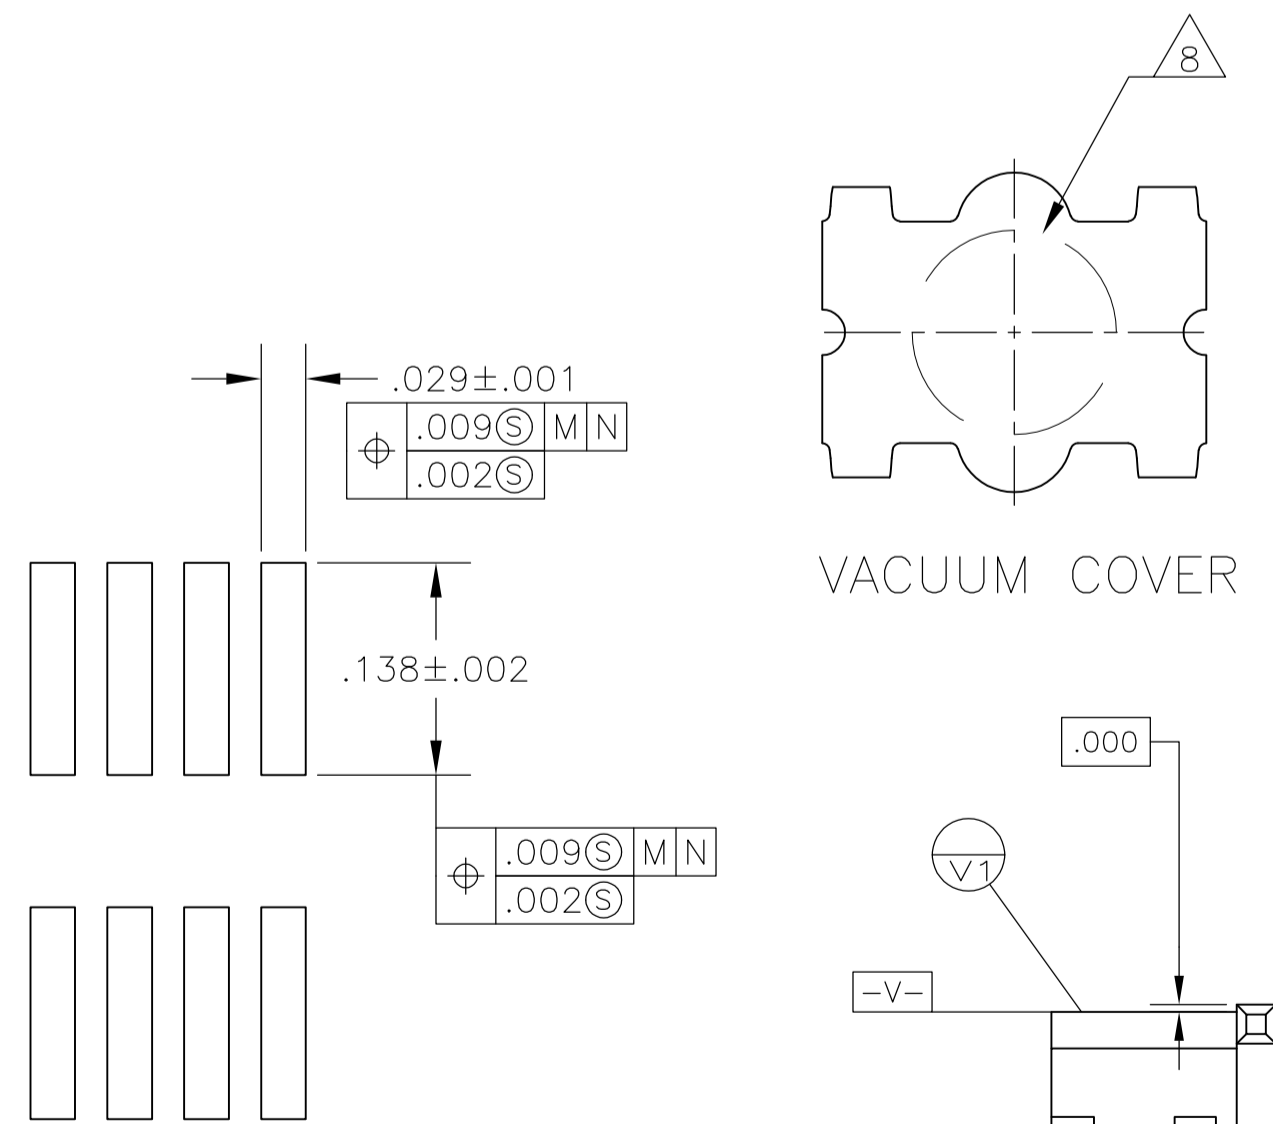 8
.029±.001
.009Ⓢ M N
.002Ⓢ
VACUUM COVER
.138±.002
.000
.009Ⓢ M N
.002Ⓢ
V1
-V-